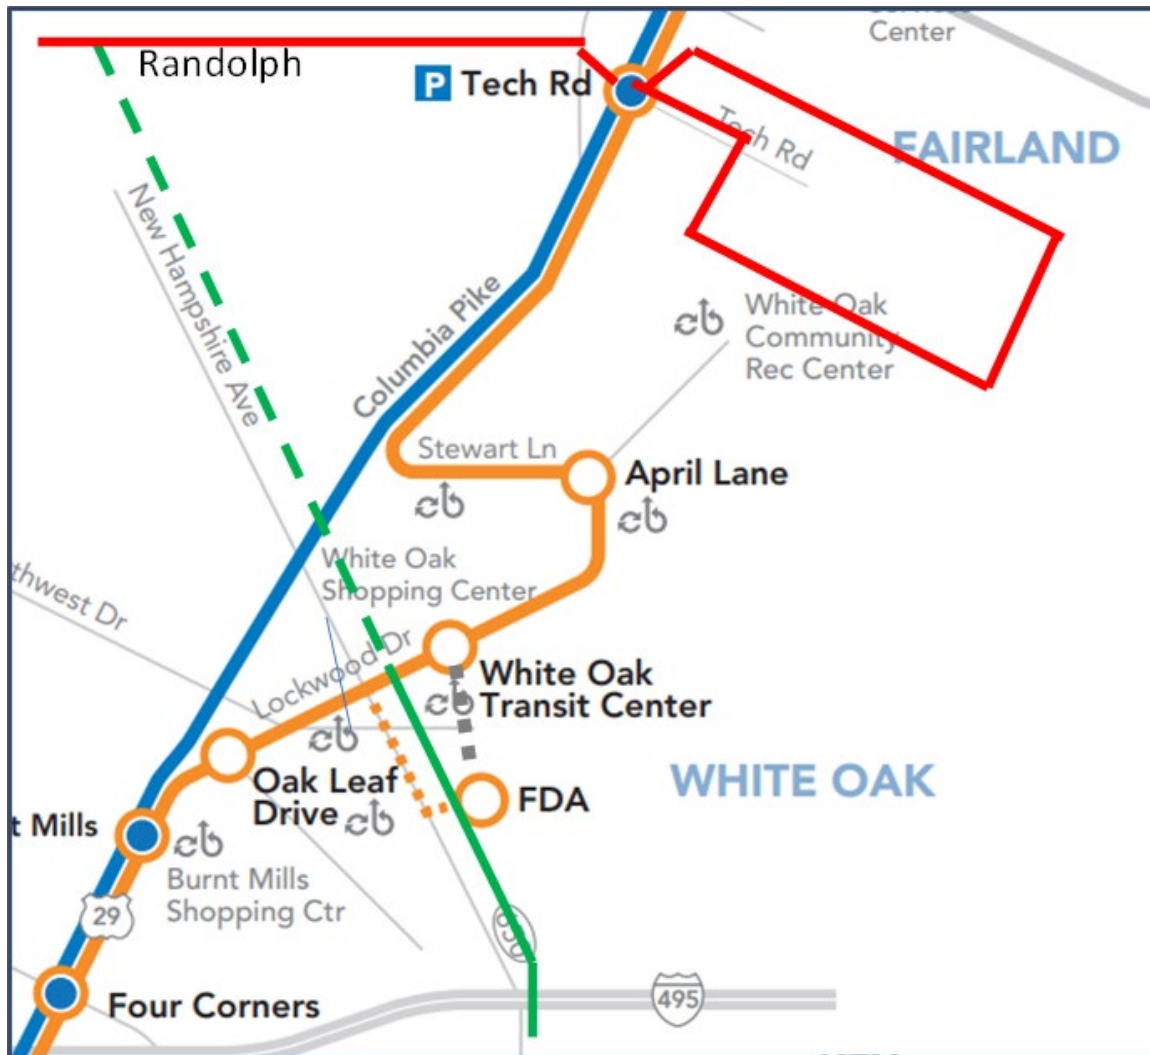 Center
Randolph
P Tech Rd
Tech Rd
FAIRLAND
New Hampshire Ave
Columbia Pike
White Oak
Community
Rec Center
Stewart Ln
April Lane
White Oak
Shopping Center
thwest Dr
Lockwood Dr
White Oak
Transit Center
Oak Leaf
Drive
FDA
WHITE OAK
t Mills
Burnt Mills
Shopping Ctr
29
650
Four Corners
495